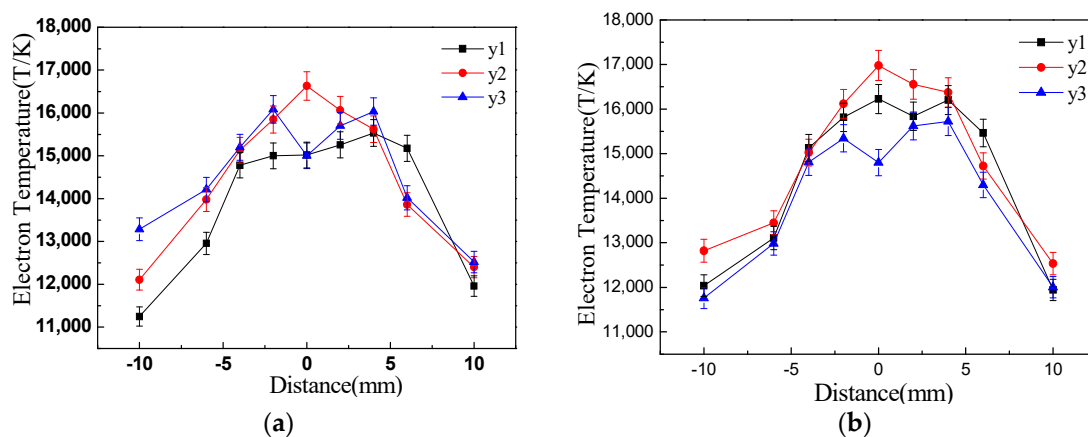 18,000
17,000
16,000
15,000
14,000
13,000
12,000
11,000
Electron Temperature(T/K)
y1
y2
y3
-10
-5
0
5
10
Distance(mm)
(a)
18,000
17,000
16,000
15,000
14,000
13,000
12,000
11,000
Electron Temperature(T/K)
y1
y2
y3
-10
-5
0
5
10
Distance(mm)
(b)